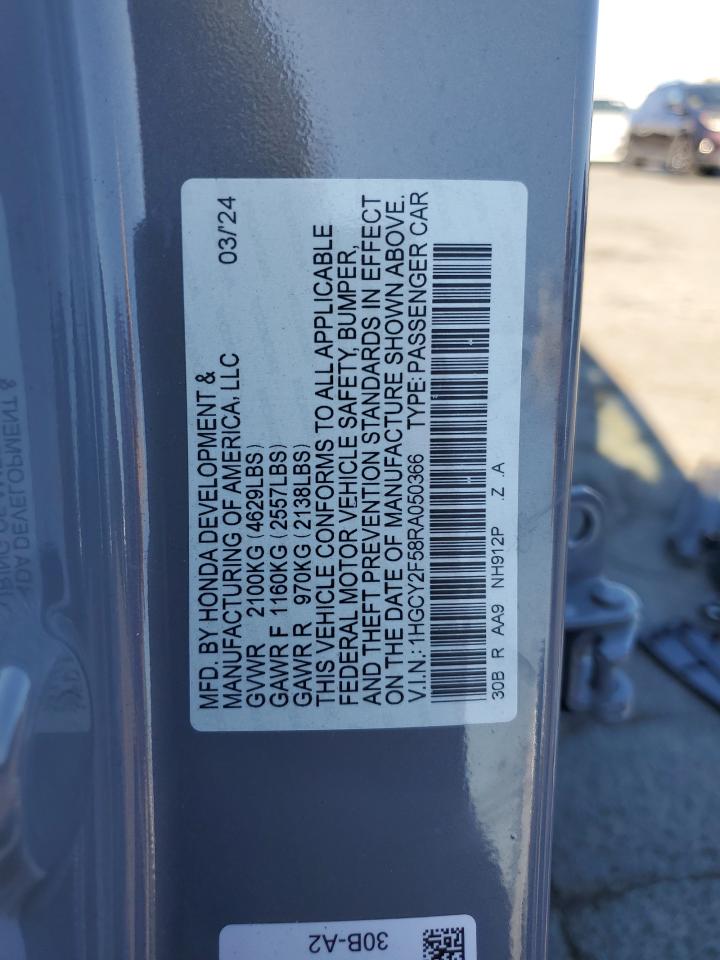 MFD. BY HONDA DEVELOPMENT & 03/'24
MANUFACTURING OF AMERICA, LLC
GVWR 2100KG (4629LBS)
GAWR F 1160KG (2557LBS)
GAWR R 970KG (2138LBS)
THIS VEHICLE CONFORMS TO ALL APPLICABLE
FEDERAL MOTOR VEHICLE SAFETY, BUMPER,
AND THEFT PREVENTION STANDARDS IN EFFECT
ON THE DATE OF MANUFACTURE SHOWN ABOVE.
V.I.N.: 1HGCY2F58RA050366 TYPE:PASSENGER CAR
30B R AA9 NH912P Z .A
30B-A2
ADA DEVELOPMENT &